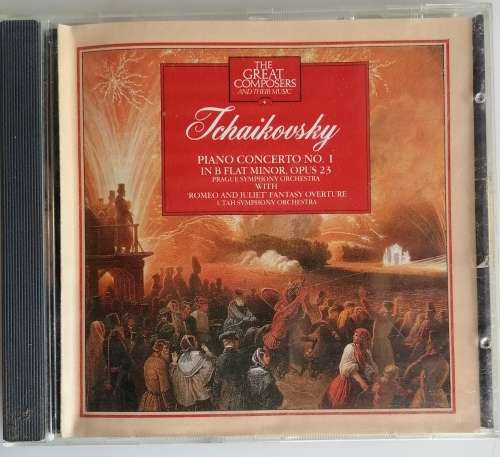 THE
GREAT
COMPOSERS
AND THEIR MUSIC
4
Tchaikovsky
PIANO CONCERTO NO. 1
IN B FLAT MINOR, OPUS 23
PRAGUE SYMPHONY ORCHESTRA
WITH
ROMEO AND JULIET FANTASY OVERTURE
UTAH SYMPHONY ORCHESTRA